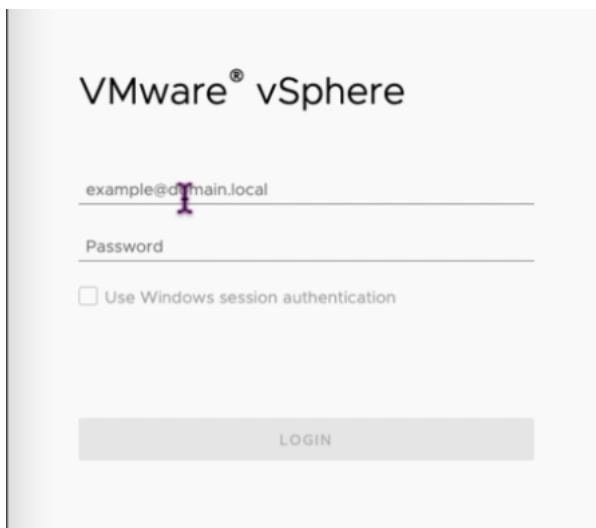 VMware® vSphere
example@domain.local
Password
Use Windows session authentication
LOGIN